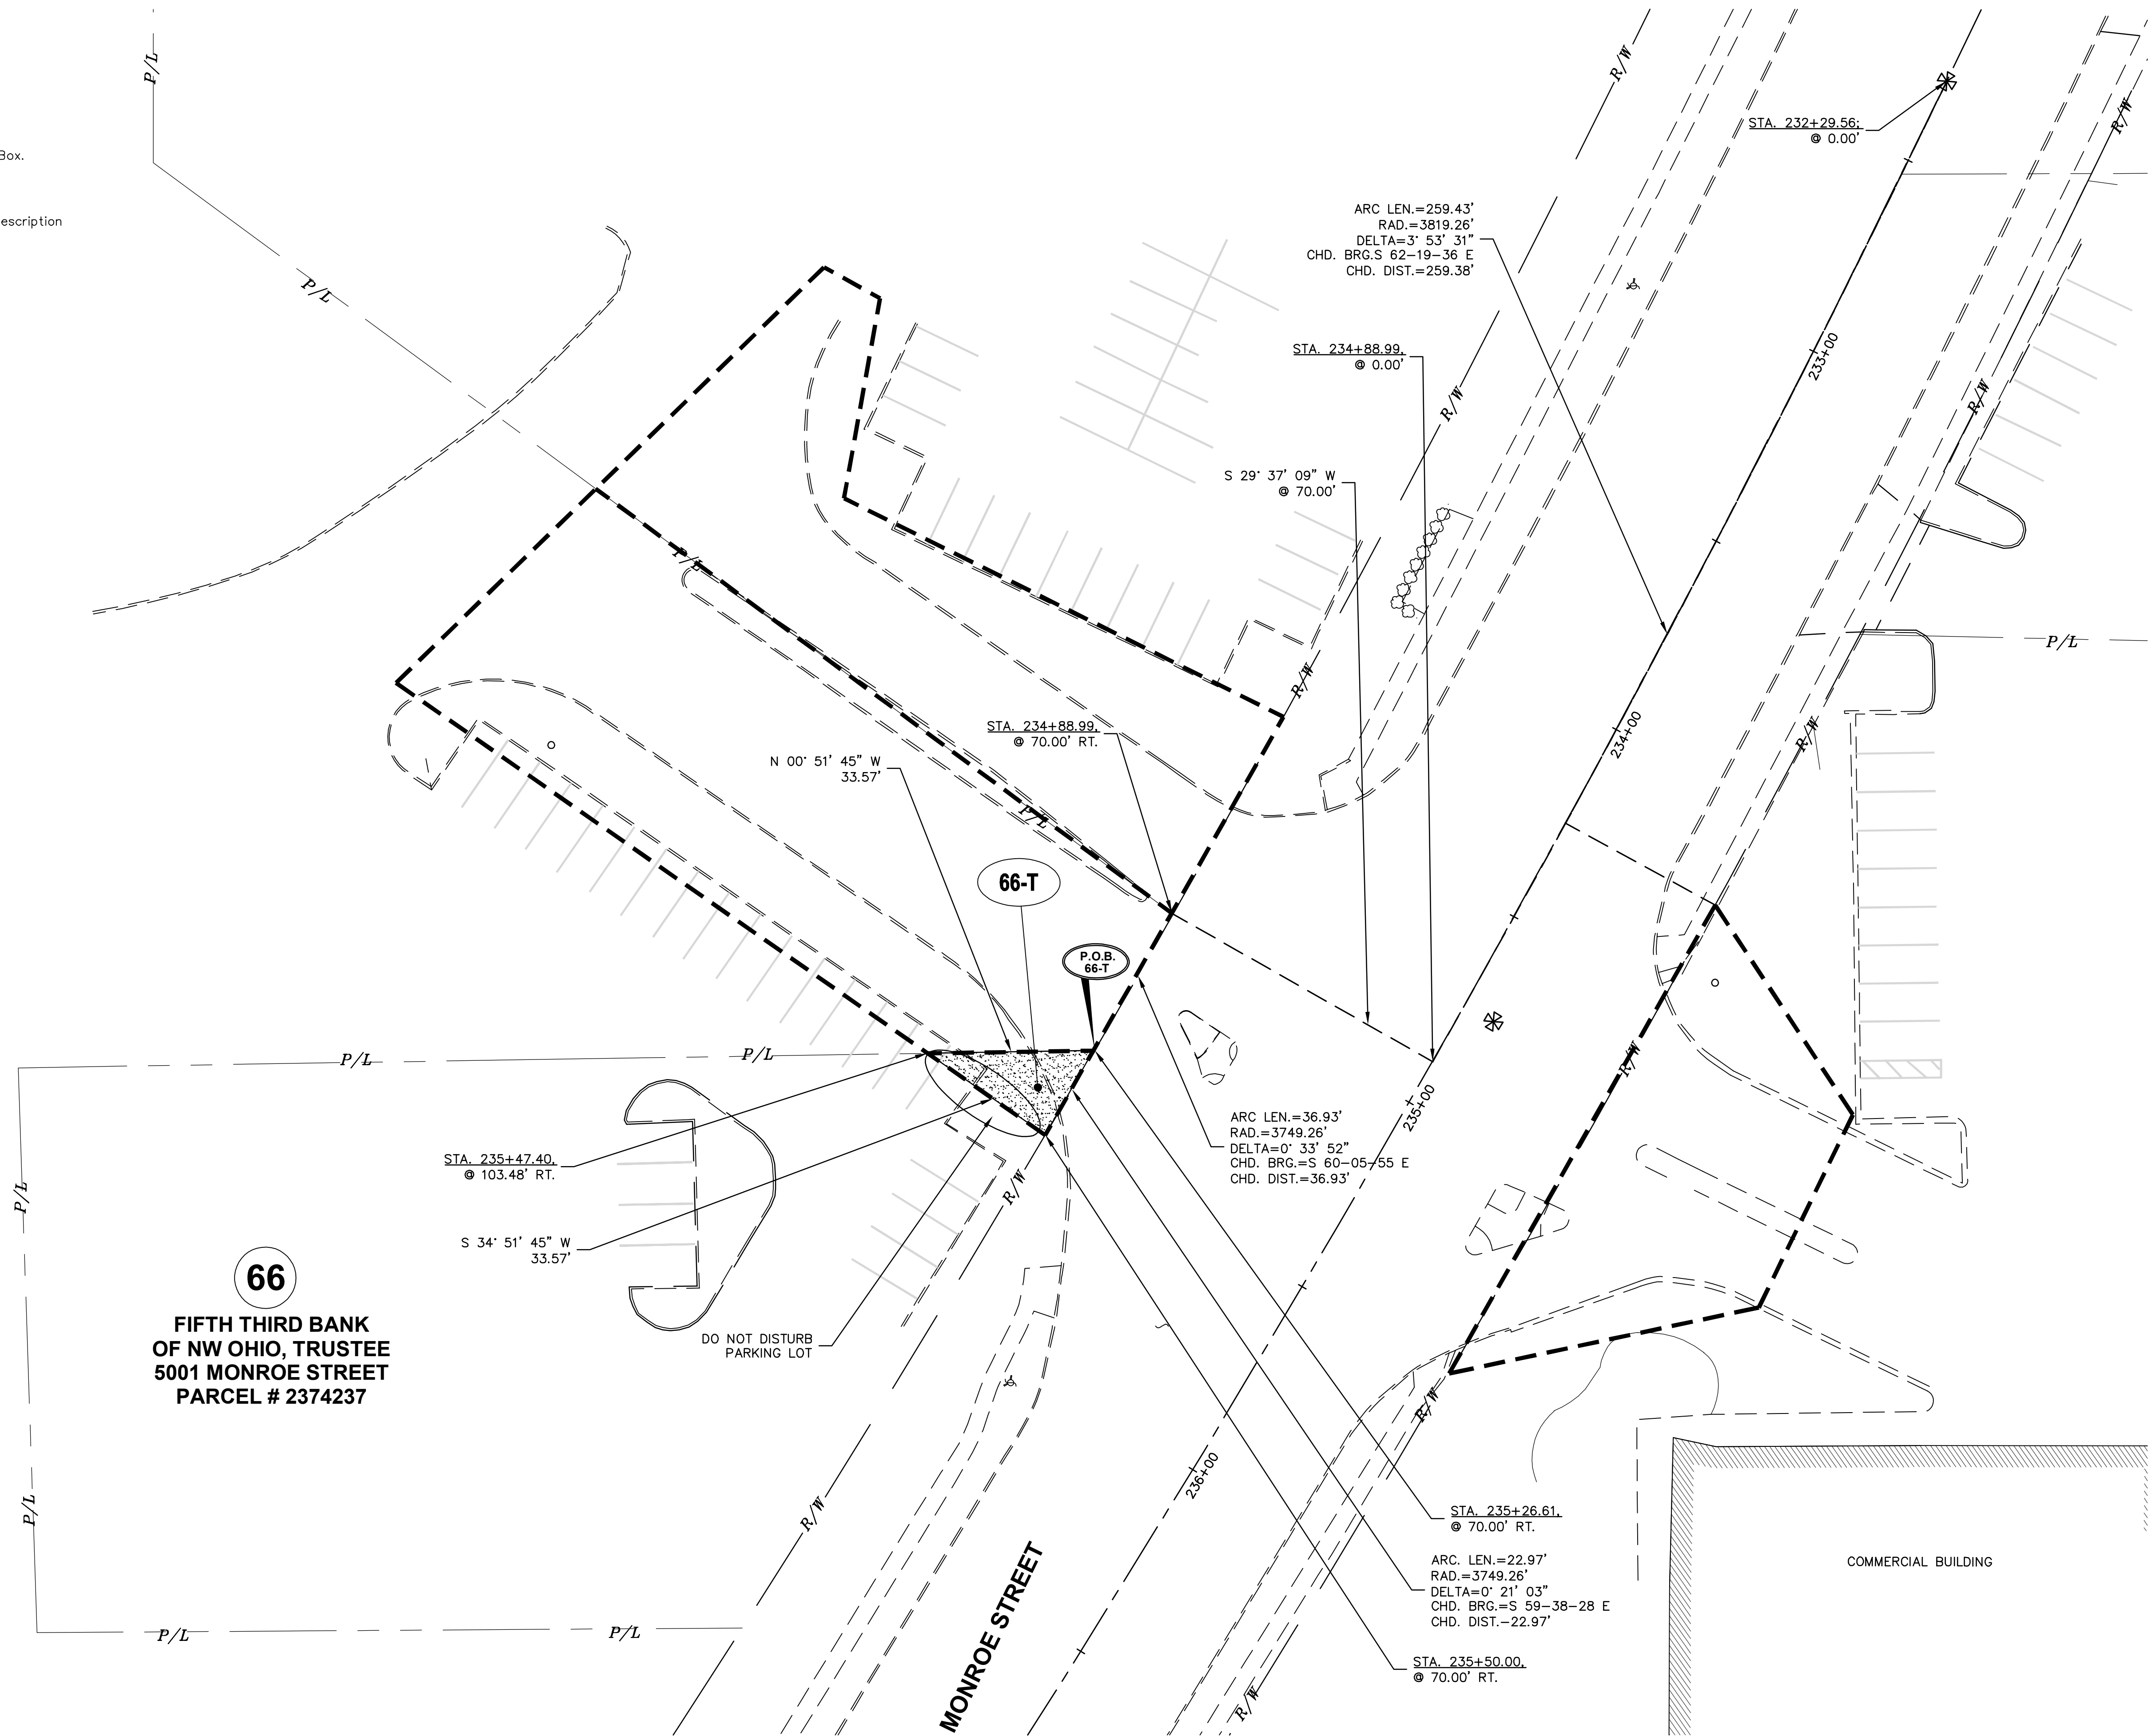 P/L
Box.
escription
P/L
R/W
R/W
STA. 232+29.56;
@ 0.00'
ARC LEN.=259.43'
RAD.=3819.26'
DELTA=3° 53' 31"
CHD. BRG.S 62-19-36 E
CHD. DIST.=259.38'
STA. 234+88.99,
@ 0.00'
233+00
R/W
R/W
S 29° 37' 09" W
@ 70.00'
P/L
P/L
R/W
STA. 234+88.99,
@ 70.00' RT.
234+00
R/W
N 00° 51' 45" W
33.57'
P/L
66-T
P.O.B.
66-T
P/L
P/L
R/W
235+00
ARC LEN.=36.93'
RAD.=3749.26'
DELTA=0° 33' 52"
CHD. BRG.=S 60-05-55 E
CHD. DIST.=36.93'
STA. 235+47.40,
@ 103.48' RT.
R/W
P/L
S 34° 51' 45" W
33.57'
66
FIFTH THIRD BANK
OF NW OHIO, TRUSTEE
5001 MONROE STREET
PARCEL # 2374237
DO NOT DISTURB
PARKING LOT
R/W
236+00
P/L
R/W
STA. 235+26.61,
@ 70.00' RT.
ARC. LEN.=22.97'
RAD.=3749.26'
DELTA=0° 21' 03"
CHD. BRG.=S 59-38-28 E
CHD. DIST.-22.97'
COMMERCIAL BUILDING
MONROE STREET
P/L
P/L
STA. 235+50.00,
@ 70.00' RT.
R/W